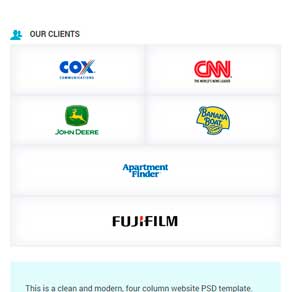 OUR CLIENTS
COX
COMMUNICATIONS
CNN
THE WORLD'S NEWS LEADER
JOHN DEERE
BANANA
BOAT
Apartment
Finder
FUJIFILM
This is a clean and modern, four column website PSD template.